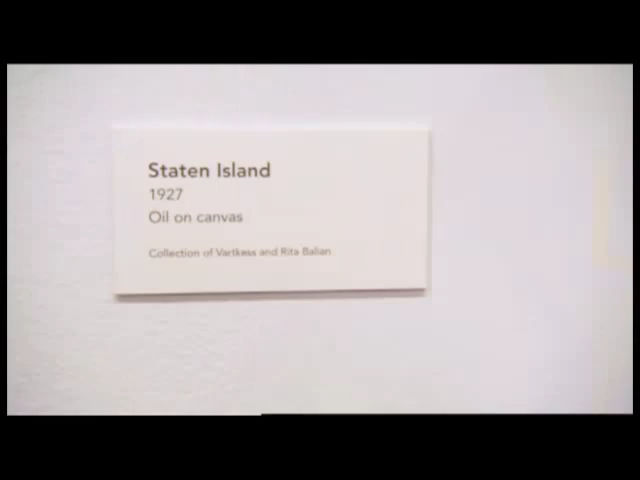 Staten Island
1927
Oil on canvas
Collection of Vartkess and Rita Balian